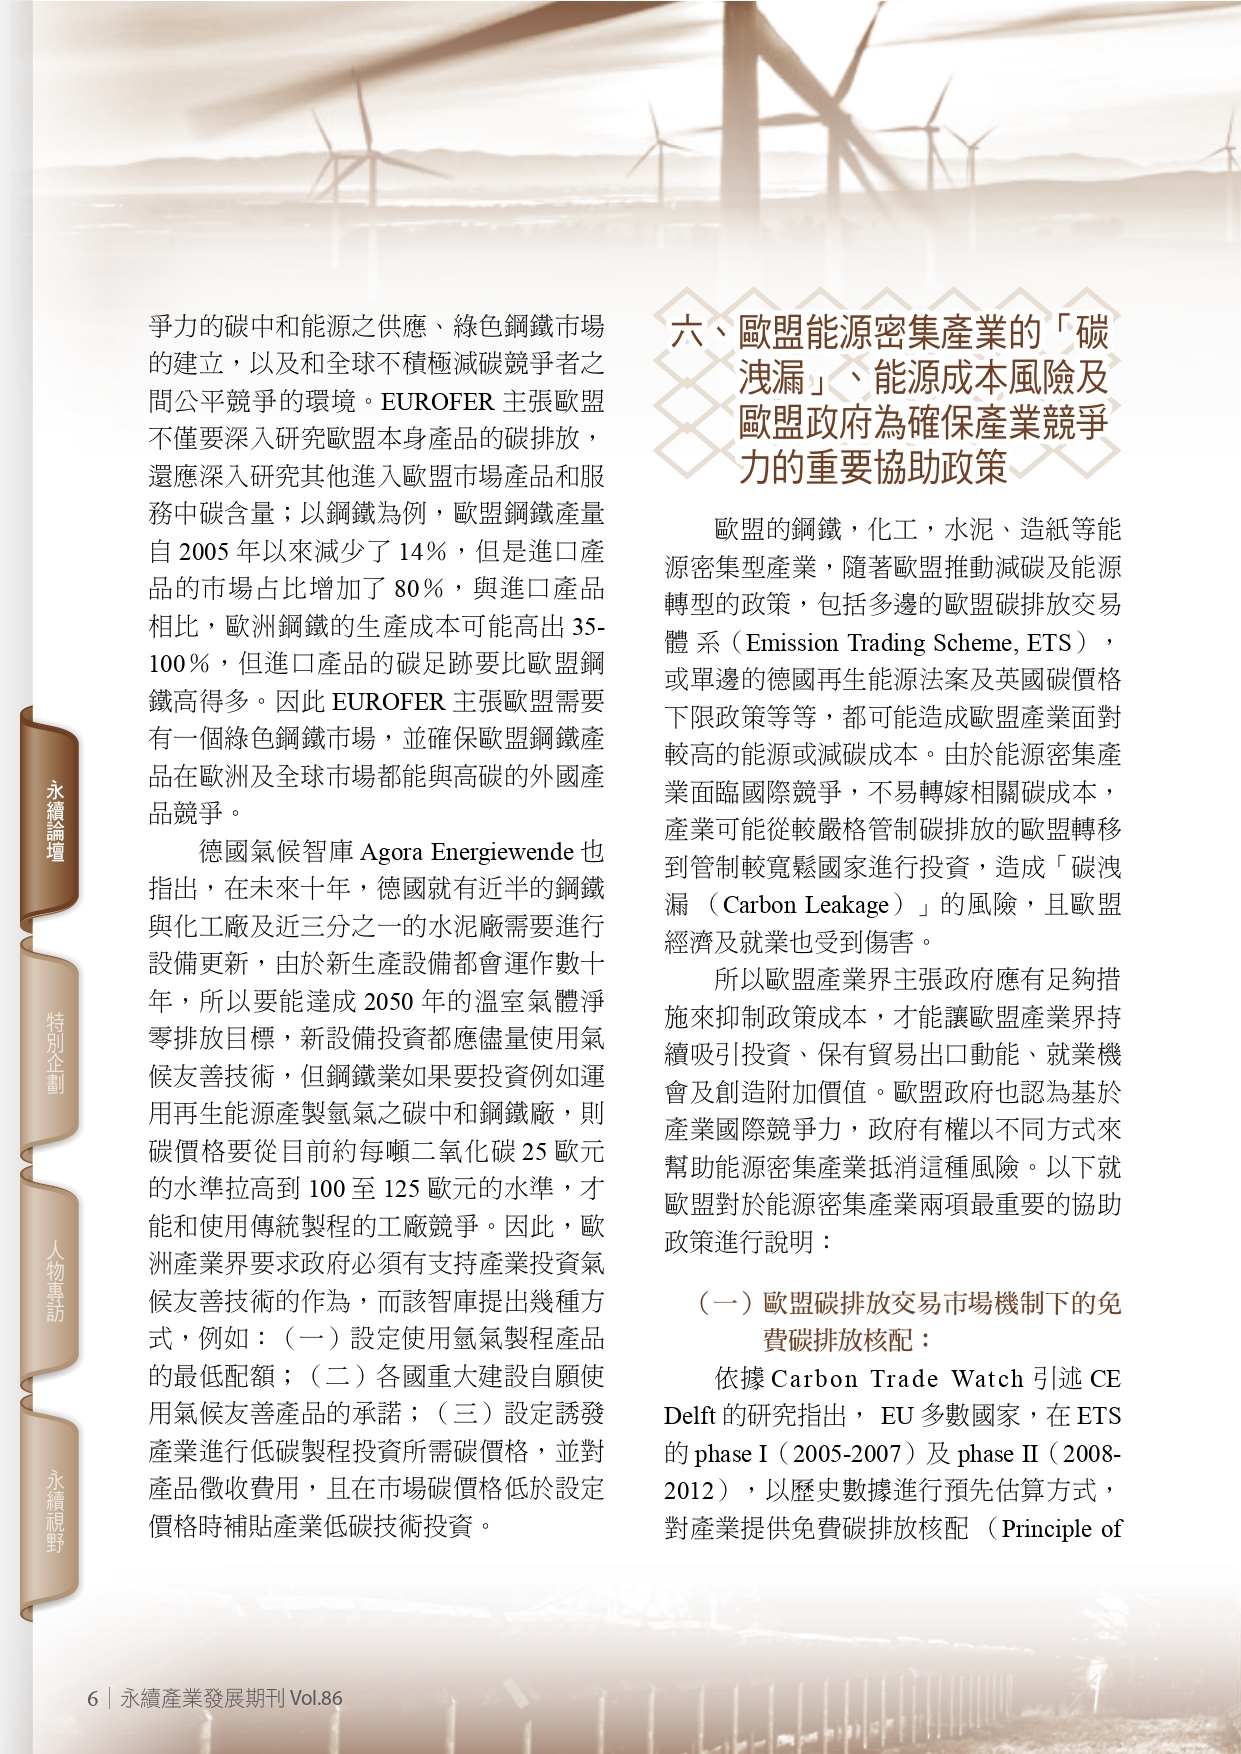 爭力的碳中和能源之供應、綠色鋼鐵市場
的建立，以及和全球不積極減碳競爭者之
間公平競爭的環境。EUROFER 主張歐盟
不僅要深入研究歐盟本身產品的碳排放，
還應深入研究其他進入歐盟市場產品和服
務中碳含量；以鋼鐵為例，歐盟鋼鐵產量
自 2005 年以來減少了 14%，但是進口產
品的市場占比增加了 80%，與進口產品
相比，歐洲鋼鐵的生產成本可能高出 35-
100%，但進口產品的碳足跡要比歐盟鋼
鐵高得多。因此 EUROFER 主張歐盟需要
有一個綠色鋼鐵市場，並確保歐盟鋼鐵產
品在歐洲及全球市場都能與高碳的外國產
品競爭。
德國氣候智庫 Agora Energiewende 也
指出，在未來十年，德國就有近半的鋼鐵
與化工廠及近三分之一的水泥廠需要進行
設備更新，由於新生產設備都會運作數十
年，所以要能達成 2050 年的溫室氣體淨
零排放目標，新設備投資都應儘量使用氣
候友善技術，但鋼鐵業如果要投資例如運
用再生能源產製氫氣之碳中和鋼鐵廠，則
碳價格要從目前約每噸二氧化碳 25 歐元
的水準拉高到 100 至 125 歐元的水準，才
能和使用傳統製程的工廠競爭。因此，歐
洲產業界要求政府必須有支持產業投資氣
候友善技術的作為，而該智庫提出幾種方
式，例如：（一）設定使用氫氣製程產品
的最低配額；（二）各國重大建設自願使
用氣候友善產品的承諾；（三）設定誘發
產業進行低碳製程投資所需碳價格，並對
產品徵收費用，且在市場碳價格低於設定
價格時補貼產業低碳技術投資。
六、歐盟能源密集產業的「碳
洩漏」、能源成本風險及
歐盟政府為確保產業競爭
力的重要協助政策
歐盟的鋼鐵，化工，水泥、造紙等能
源密集型產業，隨著歐盟推動減碳及能源
轉型的政策，包括多邊的歐盟碳排放交易
體 系（Emission Trading Scheme, ETS），
或單邊的德國再生能源法案及英國碳價格
下限政策等等，都可能造成歐盟產業面對
較高的能源或減碳成本。由於能源密集產
業面臨國際競爭，不易轉嫁相關碳成本，
產業可能從較嚴格管制碳排放的歐盟轉移
到管制較寬鬆國家進行投資，造成「碳洩
漏 （Carbon Leakage）」的風險，且歐盟
經濟及就業也受到傷害。
所以歐盟產業界主張政府應有足夠措
施來抑制政策成本，才能讓歐盟產業界持
續吸引投資、保有貿易出口動能、就業機
會及創造附加價值。歐盟政府也認為基於
產業國際競爭力，政府有權以不同方式來
幫助能源密集產業抵消這種風險。以下就
歐盟對於能源密集產業兩項最重要的協助
政策進行說明：
（一）歐盟碳排放交易市場機制下的免
費碳排放核配：
依據 Carbon Trade Watch 引述 CE
Delft 的研究指出， EU 多數國家，在 ETS
的 phase I（2005-2007）及 phase II（2008-
2012），以歷史數據進行預先估算方式，
對產業提供免費碳排放核配 （Principle of
永續論壇
特別企劃
人物專訪
永續視野
6 | 永續產業發展期刊 Vol.86